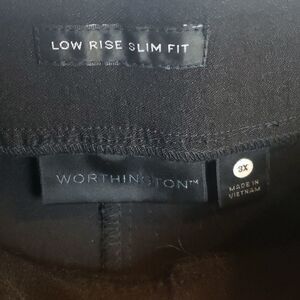 LOW RISE SLIM FIT
WORTHINGTON™
3X
MADE IN
VIETNAM